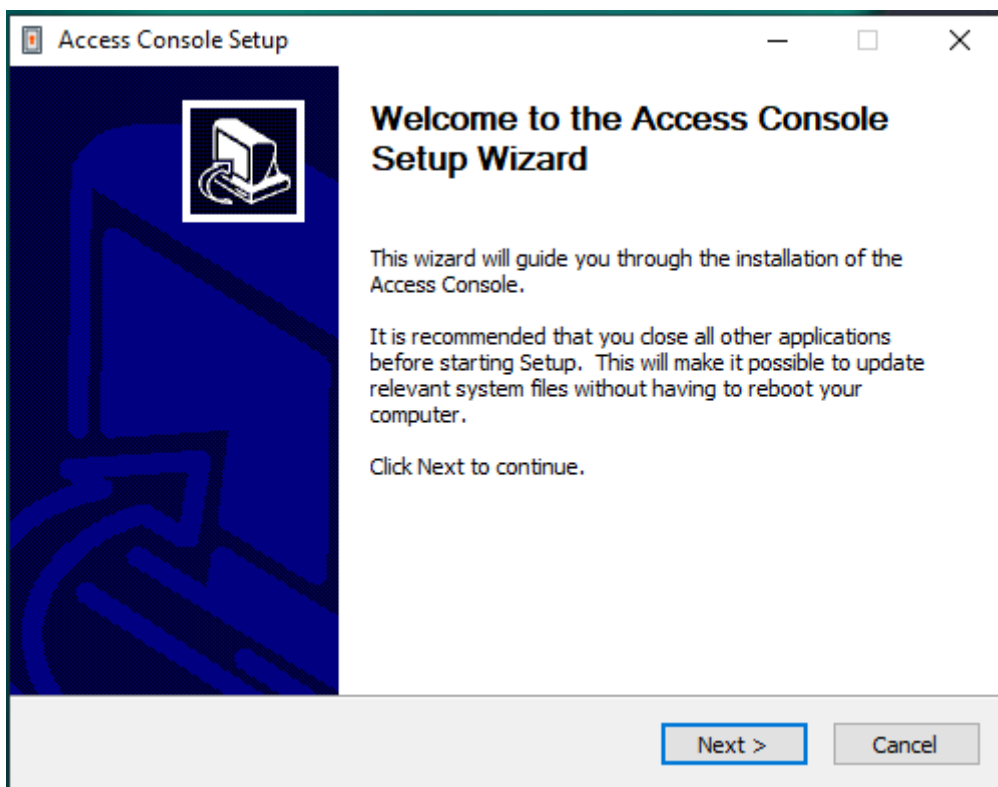 Access Console Setup
Welcome to the Access Console
Setup Wizard
This wizard will guide you through the installation of the
Access Console.
It is recommended that you close all other applications
before starting Setup.  This will make it possible to update
relevant system files without having to reboot your
computer.
Click Next to continue.
Next >
Cancel